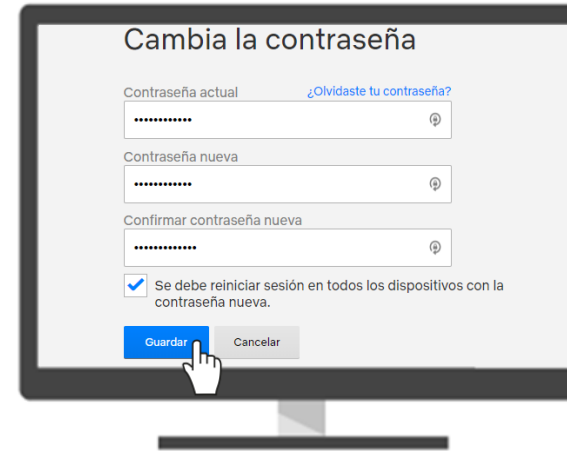 Cambia la contraseña
Contraseña actual ¿Olvidaste tu contraseña?
••••••••••••
Contraseña nueva
••••••••••••
Confirmar contraseña nueva
•••••••••••••
Se debe reiniciar sesión en todos los dispositivos con la
contraseña nueva.
Guardar Cancelar